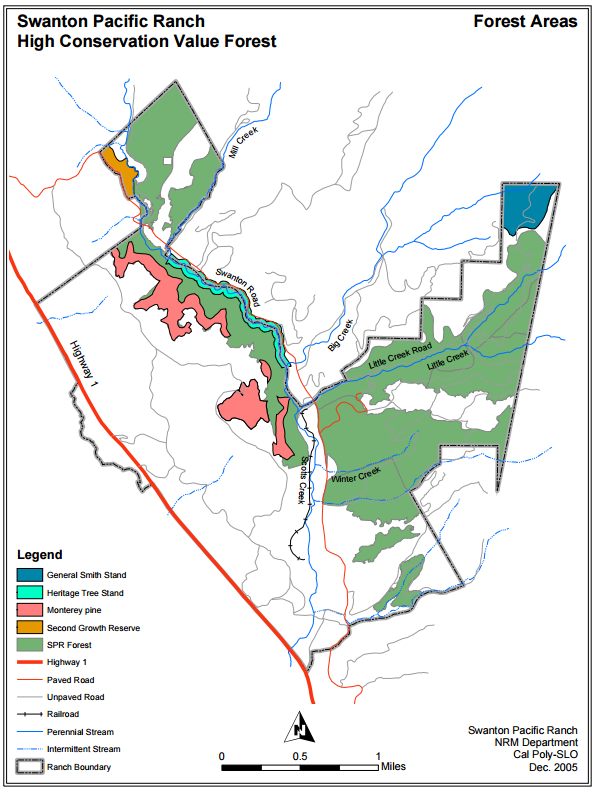 Swanton Pacific Ranch
High Conservation Value Forest
Forest Areas
Mill Creek
Swanton Road
Big Creek
Little Creek Road
Little Creek
Highway 1
Scotts Creek
Winter Creek
Legend
General Smith Stand
Heritage Tree Stand
Monterey pine
Second Growth Reserve
SPR Forest
Highway 1
Paved Road
Unpaved Road
Railroad
Perennial Stream
Intermittent Stream
Ranch Boundary
N
0 0.5 1
Miles
Swanton Pacific Ranch
NRM Department
Cal Poly-SLO
Dec. 2005